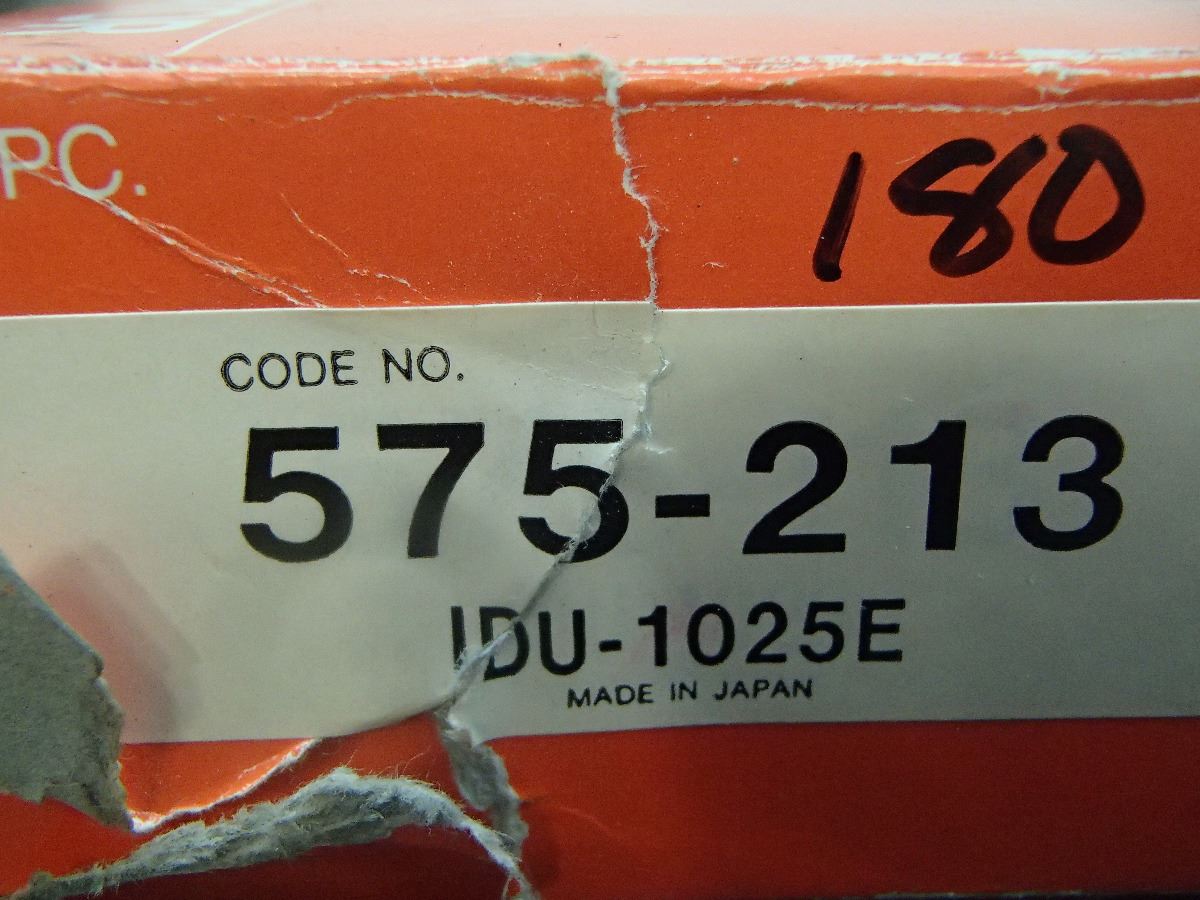 PC.
180
CODE NO.
575-213
IDU-1025E
MADE IN JAPAN